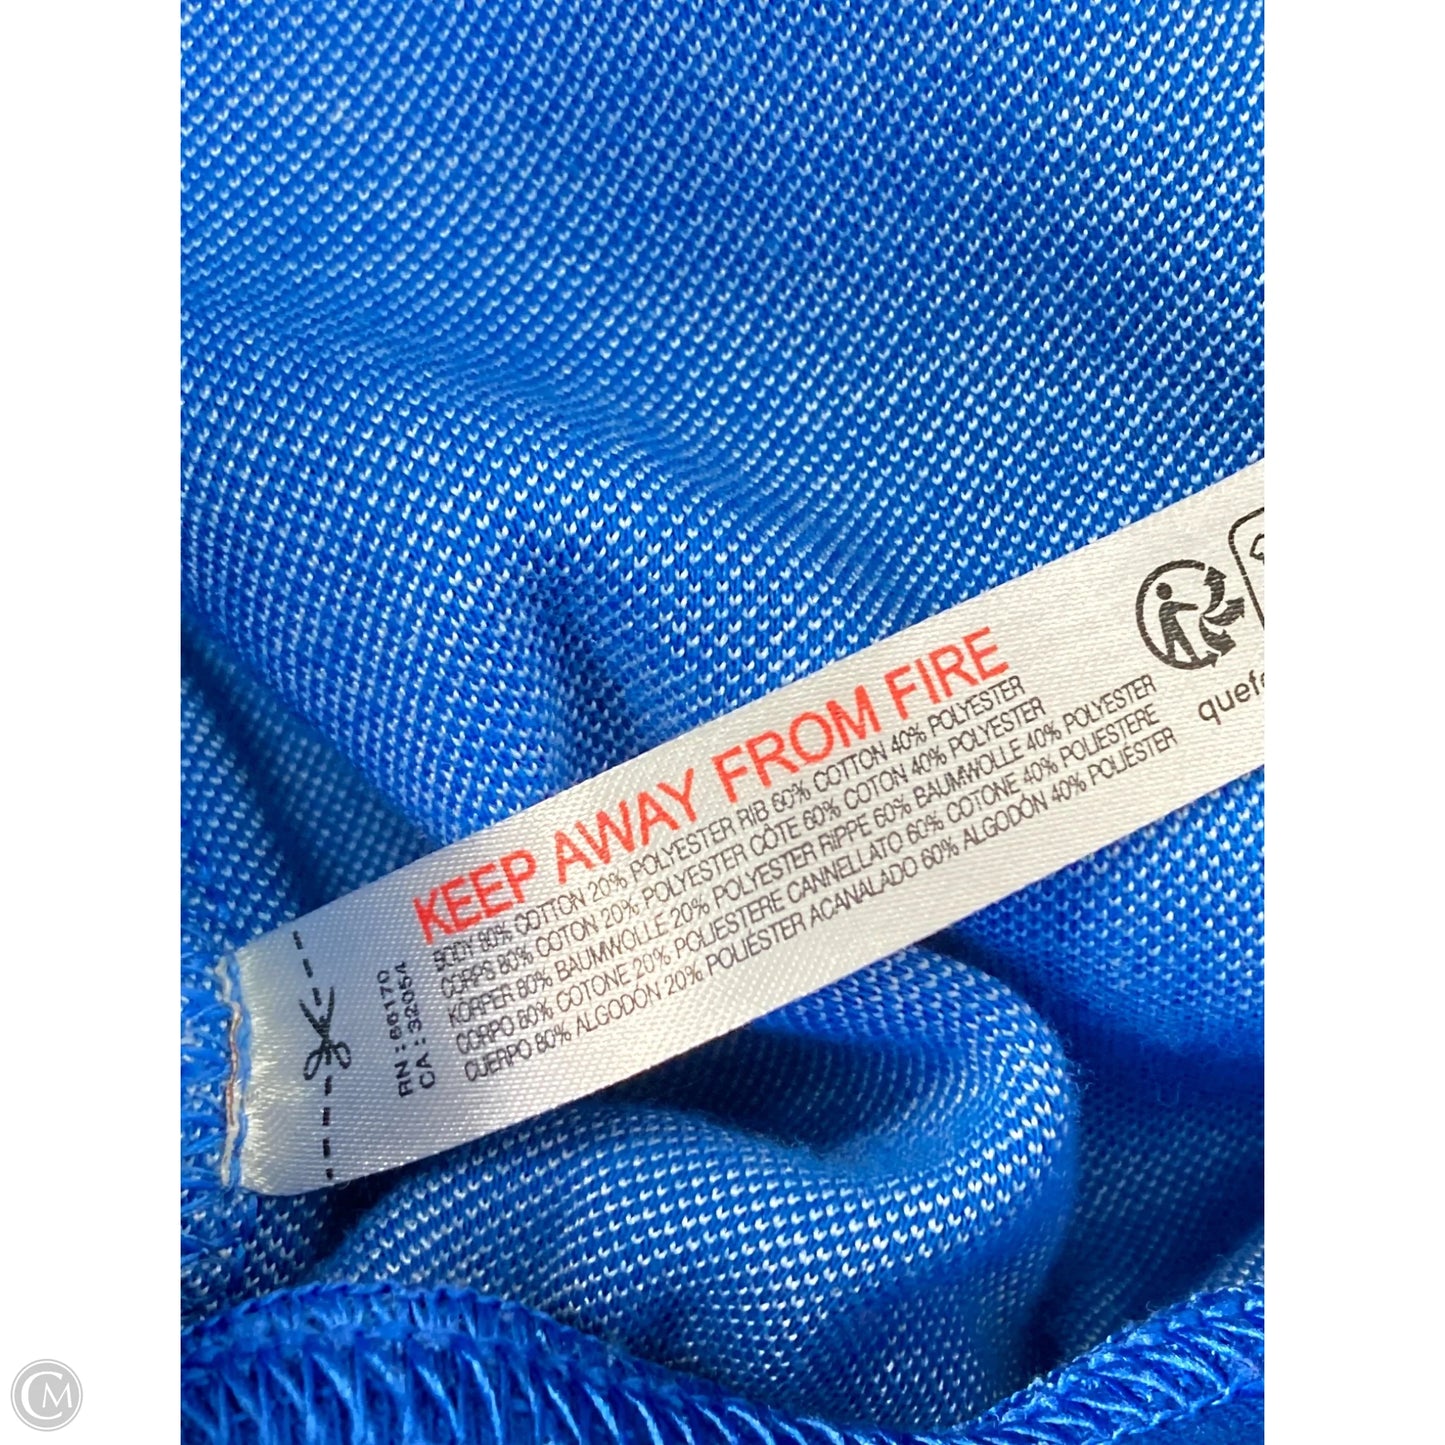 KEEP AWAY FROM FIRE
BODY 80% COTTON 20% POLYESTER RIB 60% COTTON 40% POLYESTER
CORPS 80% COTON 20% POLYESTER CÔTE 60% COTON 40% POLYESTER
KÖRPER 80% BAUMWOLLE 20% POLYESTER RIPPE 60% BAUMWOLLE 40% POLYESTER
CORPO 80% COTONE 20% POLIESTERE CANNELLATO 60% COTONE 40% POLIESTERE
CUERPO 80% ALGODÓN 20% POLIÉSTER ACANALADO 60% ALGODÓN 40% POLIÉSTER
RN : 66170
CA : 32054
CM